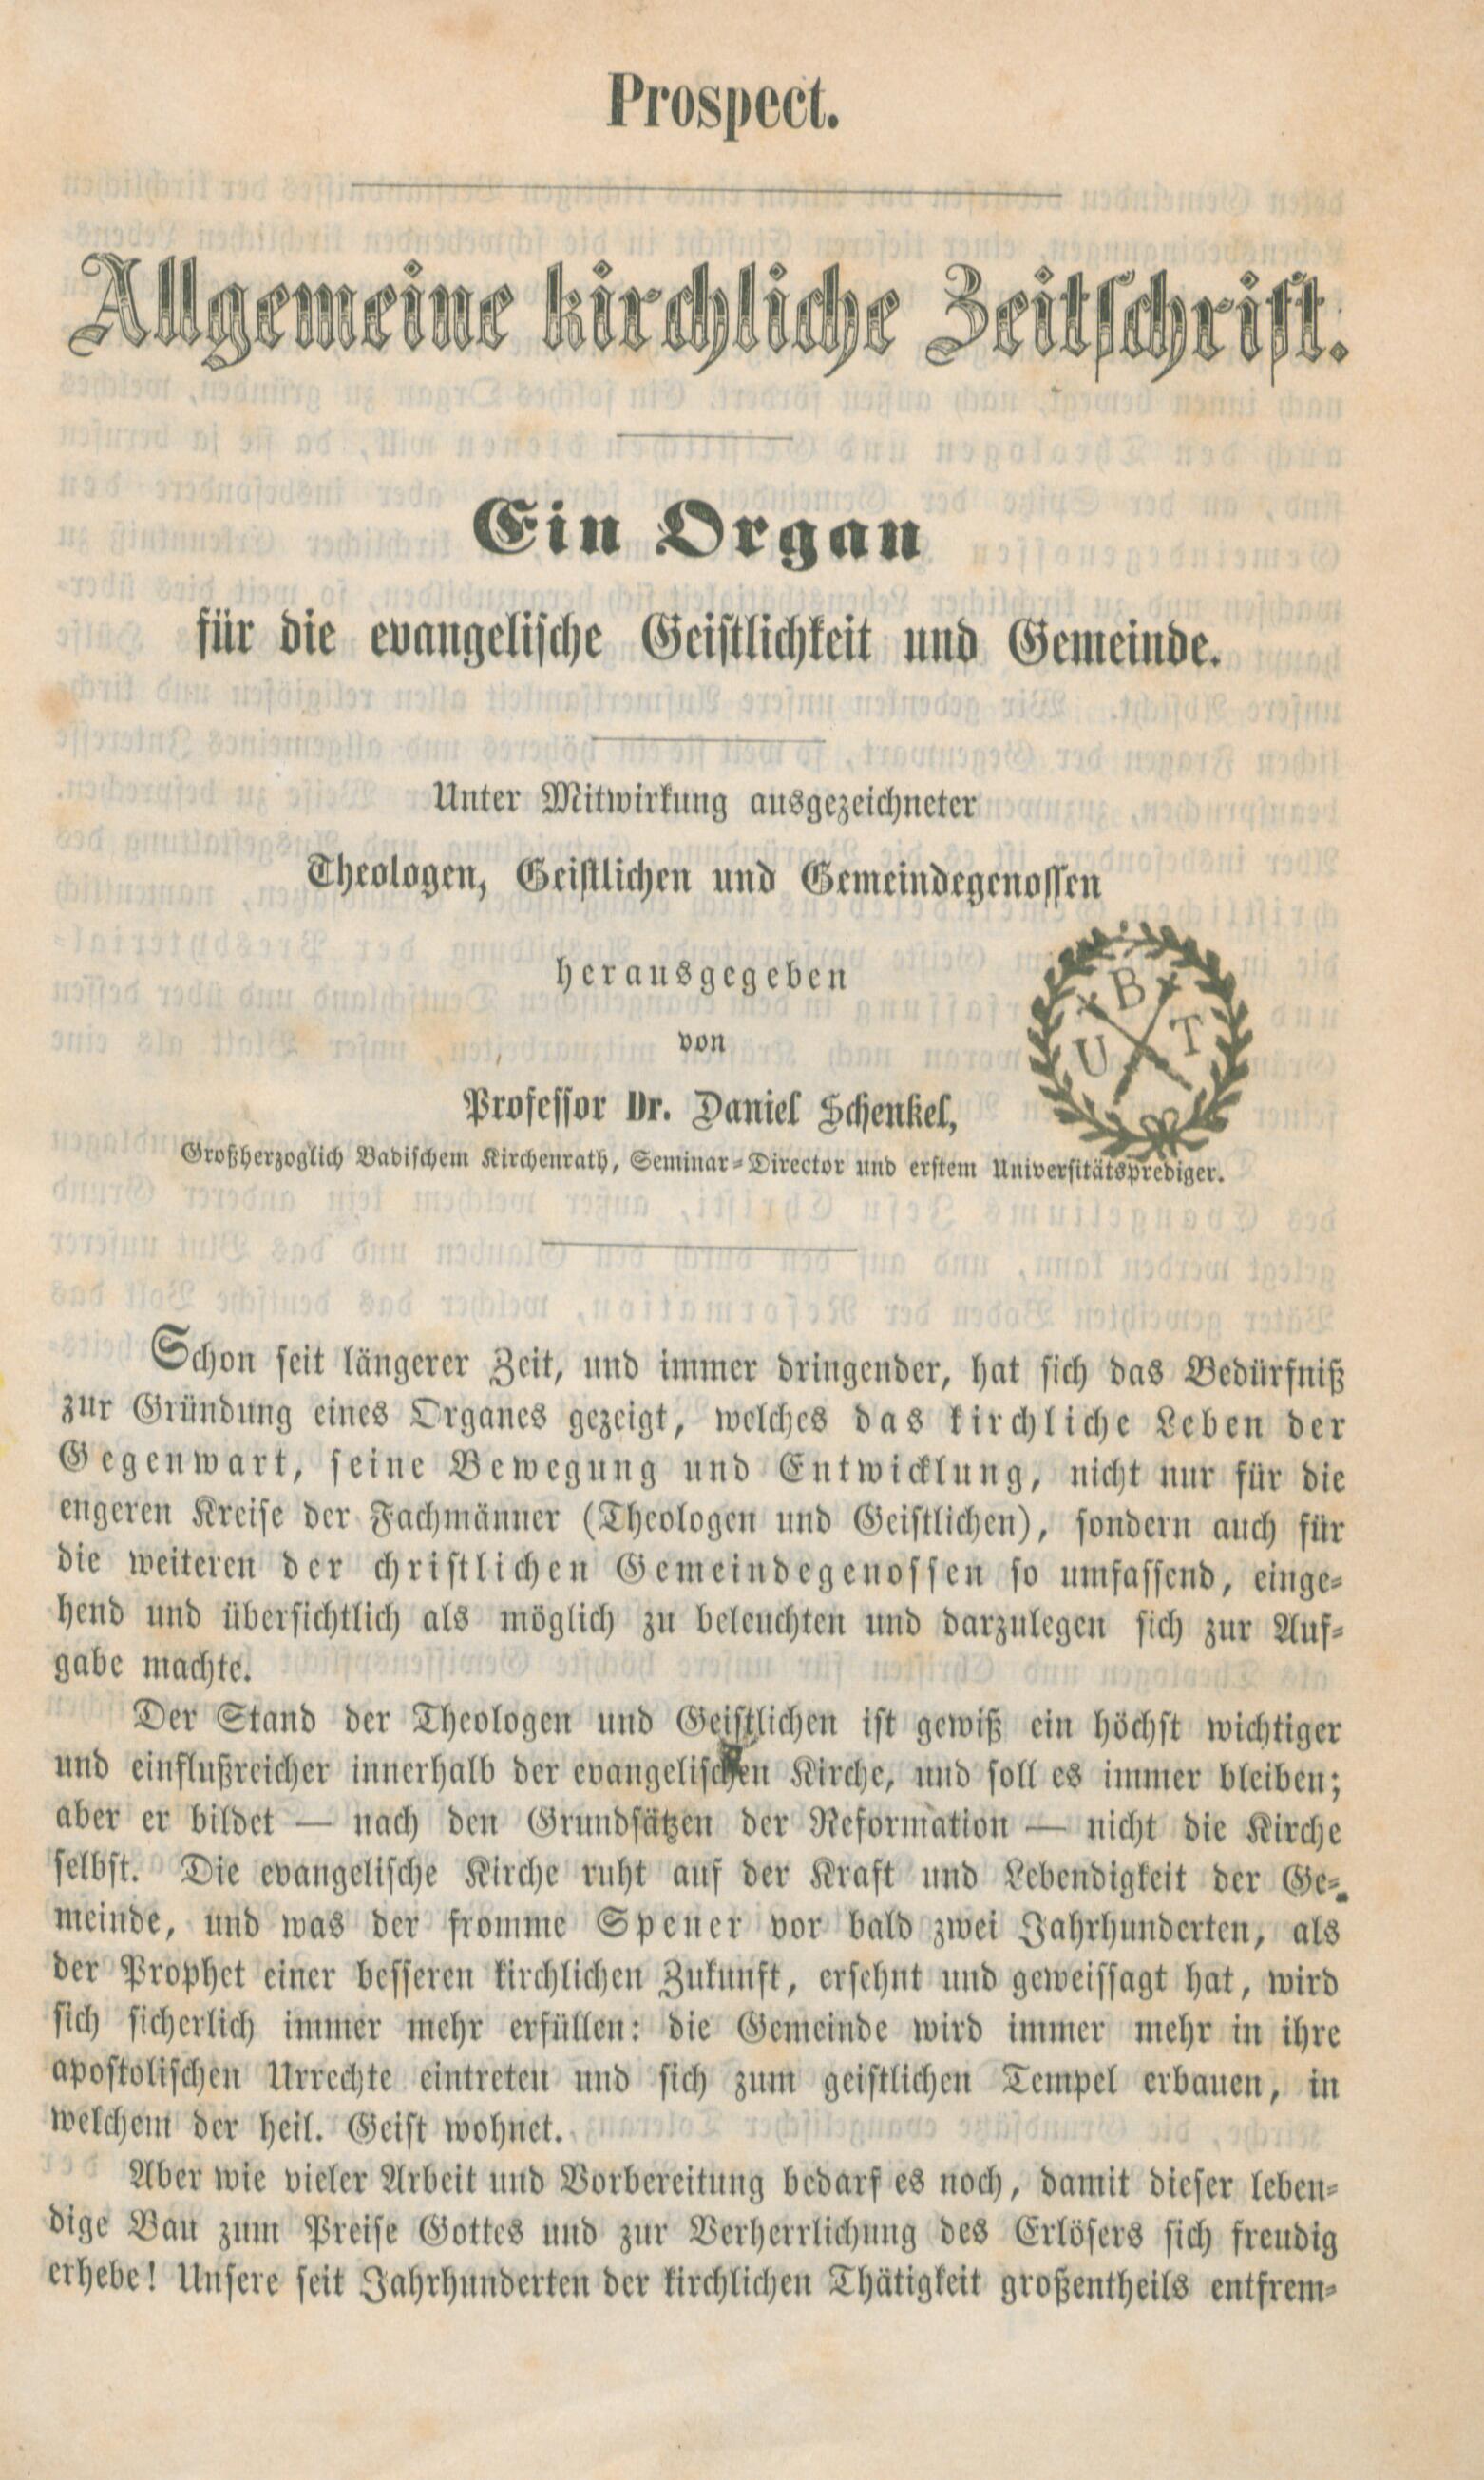 Prospect.
Allgemeine kirchliche Zeitschrift.
Ein Organ
für die evangelische Geistlichkeit und Gemeinde.
Unter Mitwirkung ausgezeichneter
Theologen, Geistlichen und Gemeindegenossen
herausgegeben
von
Professor Dr. Daniel Schenkel,
Großherzoglich Badischem Kirchenrath, Seminar-Director und erstem Universitätsprediger.
UBT
Schon seit längerer Zeit, und immer dringender, hat sich das Bedürfniß
zur Gründung eines Organes gezeigt, welches das kirchliche Leben der
Gegenwart, seine Bewegung und Entwicklung, nicht nur für die
engeren Kreise der Fachmänner (Theologen und Geistlichen), sondern auch für
die weiteren der christlichen Gemeindegenossen so umfassend, einge-
hend und übersichtlich als möglich zu beleuchten und darzulegen sich zur Auf-
gabe machte.
Der Stand der Theologen und Geistlichen ist gewiß ein höchst wichtiger
und einflußreicher innerhalb der evangelischen Kirche, und soll es immer bleiben;
aber er bildet — nach den Grundsätzen der Reformation — nicht die Kirche
selbst. Die evangelische Kirche ruht auf der Kraft und Lebendigkeit der Ge-
meinde, und was der fromme Spener vor bald zwei Jahrhunderten, als
der Prophet einer besseren kirchlichen Zukunft, ersehnt und geweissagt hat, wird
sich sicherlich immer mehr erfüllen: die Gemeinde wird immer mehr in ihre
apostolischen Urrechte eintreten und sich zum geistlichen Tempel erbauen, in
welchem der heil. Geist wohnet.
Aber wie vieler Arbeit und Vorbereitung bedarf es noch, damit dieser leben-
dige Bau zum Preise Gottes und zur Verherrlichung des Erlösers sich freudig
erhebe! Unsere seit Jahrhunderten der kirchlichen Thätigkeit großentheils entfrem-